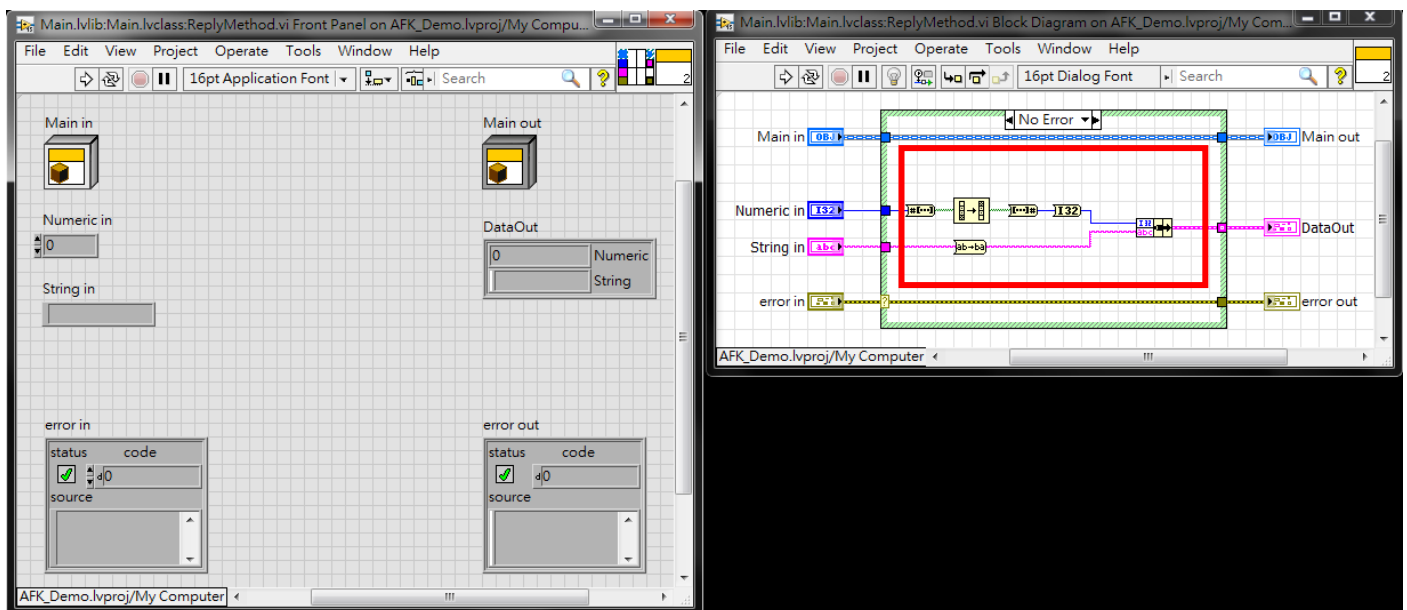 Main.lvlib:Main.lvclass:ReplyMethod.vi Front Panel on AFK_Demo.lvproj/My Compu...
File Edit View Project Operate Tools Window Help
16pt Application Font Search 2
Main in
Main out
Numeric in
0
DataOut
0 Numeric
String
String in
error in
status code
0
source
error out
status code
0
source
AFK_Demo.lvproj/My Computer
Main.lvlib:Main.lvclass:ReplyMethod.vi Block Diagram on AFK_Demo.lvproj/My Com...
File Edit View Project Operate Tools Window Help
16pt Dialog Font Search 2
No Error
Main in OBJ OBJ Main out
Numeric in I32 I32
abc DataOut
String in abc ab→ba
error in ? error out
AFK_Demo.lvproj/My Computer